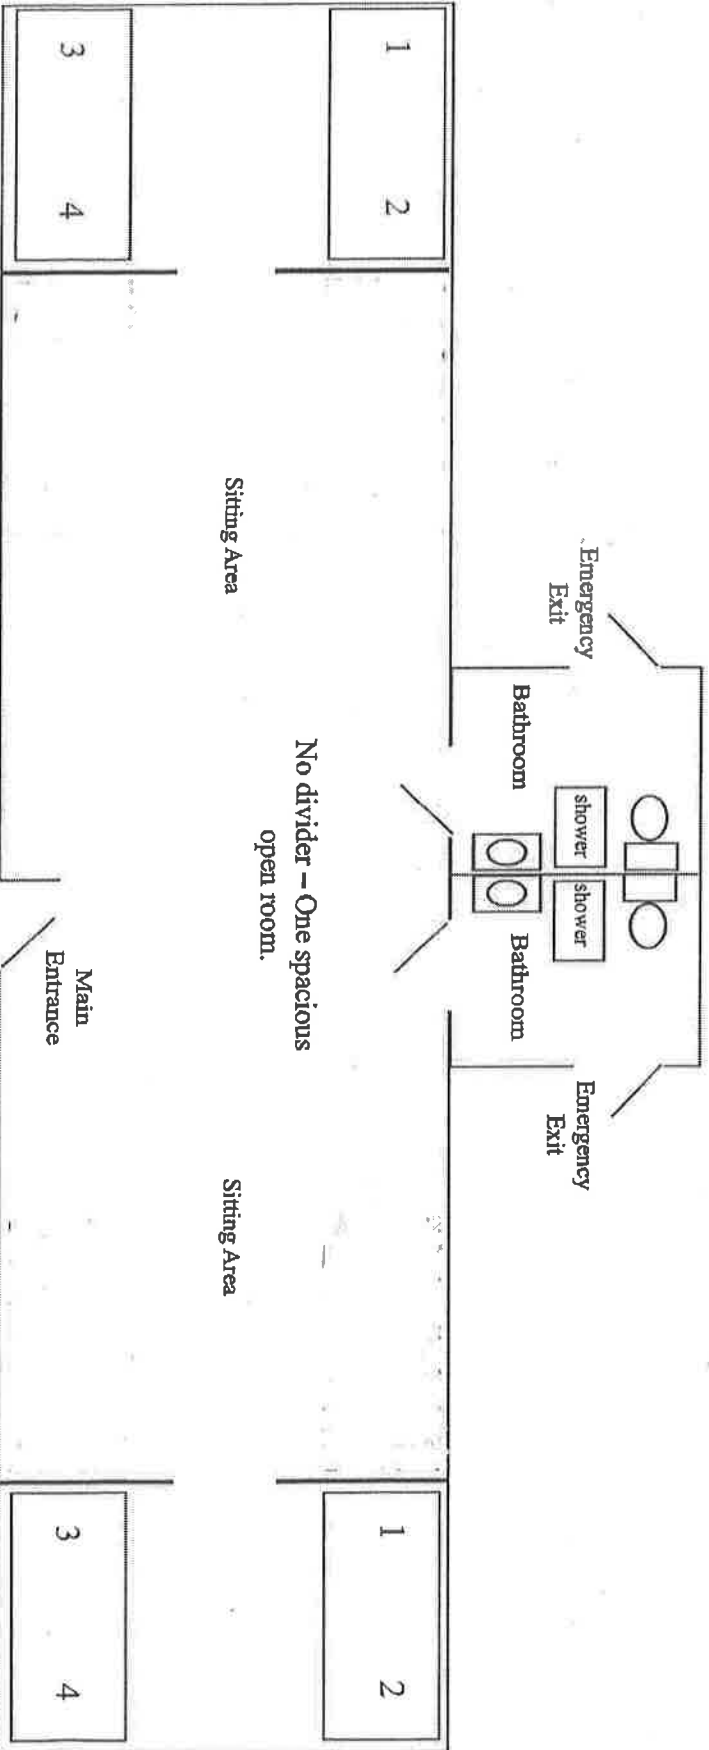 Emergency
Exit
Emergency
Exit
shower
shower
Bathroom
Bathroom
1 2
1 2
No divider – One spacious
open room.
Sitting Area
Sitting Area
3 4
Main
Entrance
3 4